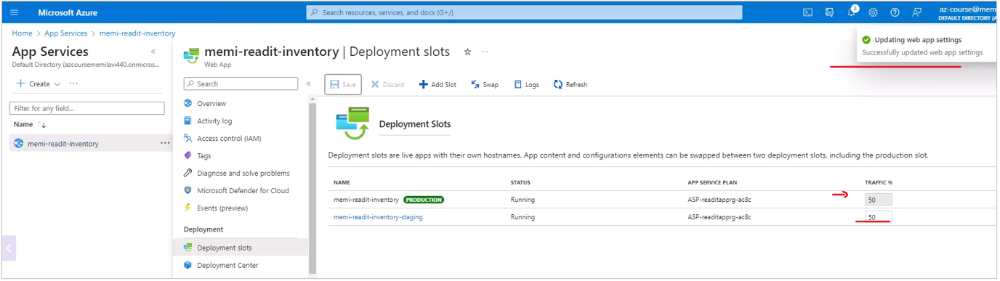 Microsoft Azure
Search resources, services, and docs (G+/)
4
az-course@mem
DEFAULT DIRECTORY (A
Home > App Services > memi-readit-inventory
Updating web app settings
Successfully updated web app settings
App Services
Default Directory (azcoursememilavi440.onmicros...
+ Create
Filter for any field...
Name ↑↓
memi-readit-inventory
memi-readit-inventory | Deployment slots
Web App
Search
Overview
Activity log
Access control (IAM)
Tags
Diagnose and solve problems
Microsoft Defender for Cloud
Events (preview)
Deployment
Deployment slots
Deployment Center
Save Discard Add Slot Swap Logs Refresh
Deployment Slots
Deployment slots are live apps with their own hostnames. App content and configurations elements can be swapped between two deployment slots, including the production slot.
NAME STATUS APP SERVICE PLAN TRAFFIC %
memi-readit-inventory PRODUCTION Running ASP-readitapprg-ac8c 50
memi-readit-inventory-staging Running ASP-readitapprg-ac8c 50